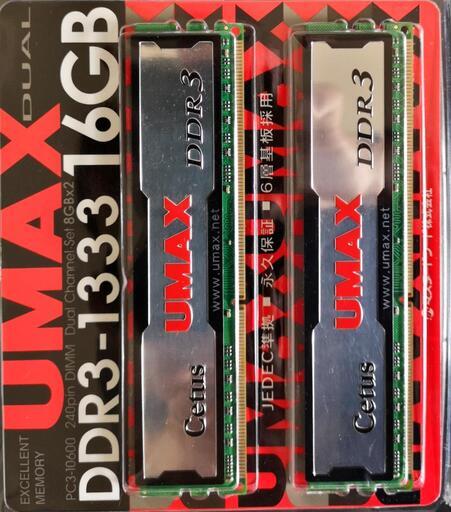 EXCELLENT
MEMORY
UMAX
DUAL
PC3-10600 240pin DIMM Dual Channel Set 8GBx2
DDR3-1333 16GB
UMAX
DDR3
www.umax.net
Cetus
JEDEC準拠 ■ 永久保証 ■ 6層基板採用
UMAX
DDR3
www.umax.net
Cetus